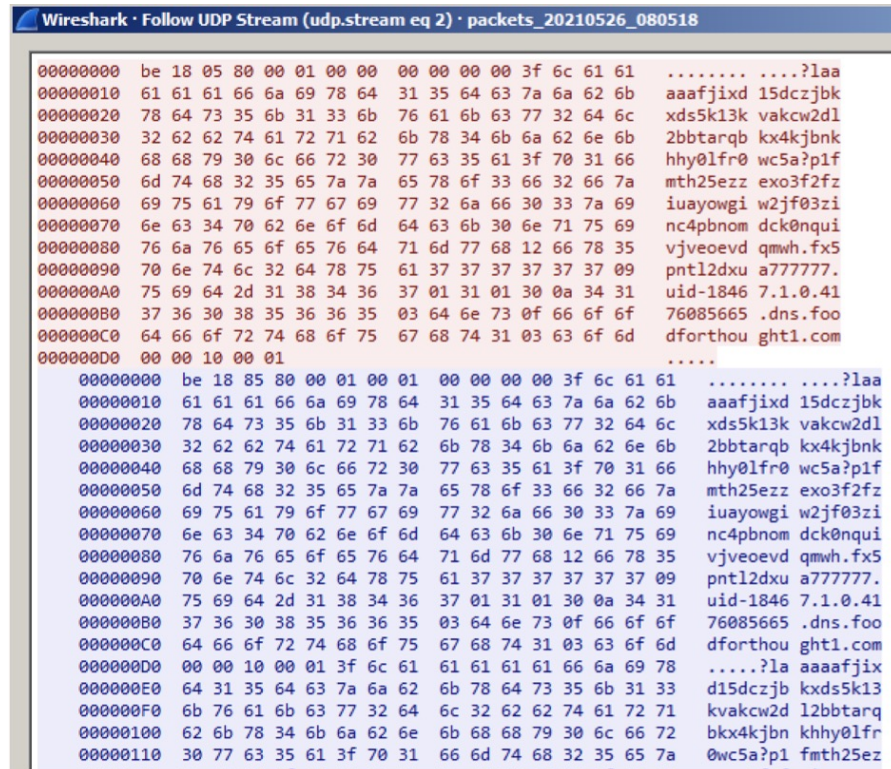 Wireshark · Follow UDP Stream (udp.stream eq 2) · packets_20210526_080518
00000000 be 18 05 80 00 01 00 00 00 00 00 00 3f 6c 61 61 ........ ....?laa
00000010 61 61 61 66 6a 69 78 64 31 35 64 63 7a 6a 62 6b aaafjixd 15dczjbk
00000020 78 64 73 35 6b 31 33 6b 76 61 6b 63 77 32 64 6c xds5k13k vakcw2dl
00000030 32 62 62 74 61 72 71 62 6b 78 34 6b 6a 62 6e 6b 2bbtarqb kx4kjbnk
00000040 68 68 79 30 6c 66 72 30 77 63 35 61 3f 70 31 66 hhy0lfr0 wc5a?p1f
00000050 6d 74 68 32 35 65 7a 7a 65 78 6f 33 66 32 66 7a mth25ezz exo3f2fz
00000060 69 75 61 79 6f 77 67 69 77 32 6a 66 30 33 7a 69 iuayowgi w2jf03zi
00000070 6e 63 34 70 62 6e 6f 6d 64 63 6b 30 6e 71 75 69 nc4pbnom dck0nqui
00000080 76 6a 76 65 6f 65 76 64 71 6d 77 68 12 66 78 35 vjveoevd qmwh.fx5
00000090 70 6e 74 6c 32 64 78 75 61 37 37 37 37 37 37 09 pntl2dxu a777777.
000000A0 75 69 64 2d 31 38 34 36 37 01 31 01 30 0a 34 31 uid-1846 7.1.0.41
000000B0 37 36 30 38 35 36 36 35 03 64 6e 73 0f 66 6f 6f 76085665 .dns.foo
000000C0 64 66 6f 72 74 68 6f 75 67 68 74 31 03 63 6f 6d dforthou ght1.com
000000D0 00 00 10 00 01 .....
00000000 be 18 85 80 00 01 00 01 00 00 00 00 3f 6c 61 61 ........ ....?laa
00000010 61 61 61 66 6a 69 78 64 31 35 64 63 7a 6a 62 6b aaafjixd 15dczjbk
00000020 78 64 73 35 6b 31 33 6b 76 61 6b 63 77 32 64 6c xds5k13k vakcw2dl
00000030 32 62 62 74 61 72 71 62 6b 78 34 6b 6a 62 6e 6b 2bbtarqb kx4kjbnk
00000040 68 68 79 30 6c 66 72 30 77 63 35 61 3f 70 31 66 hhy0lfr0 wc5a?p1f
00000050 6d 74 68 32 35 65 7a 7a 65 78 6f 33 66 32 66 7a mth25ezz exo3f2fz
00000060 69 75 61 79 6f 77 67 69 77 32 6a 66 30 33 7a 69 iuayowgi w2jf03zi
00000070 6e 63 34 70 62 6e 6f 6d 64 63 6b 30 6e 71 75 69 nc4pbnom dck0nqui
00000080 76 6a 76 65 6f 65 76 64 71 6d 77 68 12 66 78 35 vjveoevd qmwh.fx5
00000090 70 6e 74 6c 32 64 78 75 61 37 37 37 37 37 37 09 pntl2dxu a777777.
000000A0 75 69 64 2d 31 38 34 36 37 01 31 01 30 0a 34 31 uid-1846 7.1.0.41
000000B0 37 36 30 38 35 36 36 35 03 64 6e 73 0f 66 6f 6f 76085665 .dns.foo
000000C0 64 66 6f 72 74 68 6f 75 67 68 74 31 03 63 6f 6d dforthou ght1.com
000000D0 00 00 10 00 01 3f 6c 61 61 61 61 61 66 6a 69 78 .....?la aaaafjix
000000E0 64 31 35 64 63 7a 6a 62 6b 78 64 73 35 6b 31 33 d15dczjb kxds5k13
000000F0 6b 76 61 6b 63 77 32 64 6c 32 62 62 74 61 72 71 kvakcw2d l2bbtarq
00000100 62 6b 78 34 6b 6a 62 6e 6b 68 68 79 30 6c 66 72 bkx4kjbn khhy0lfr
00000110 30 77 63 35 61 3f 70 31 66 6d 74 68 32 35 65 7a 0wc5a?p1 fmth25ez